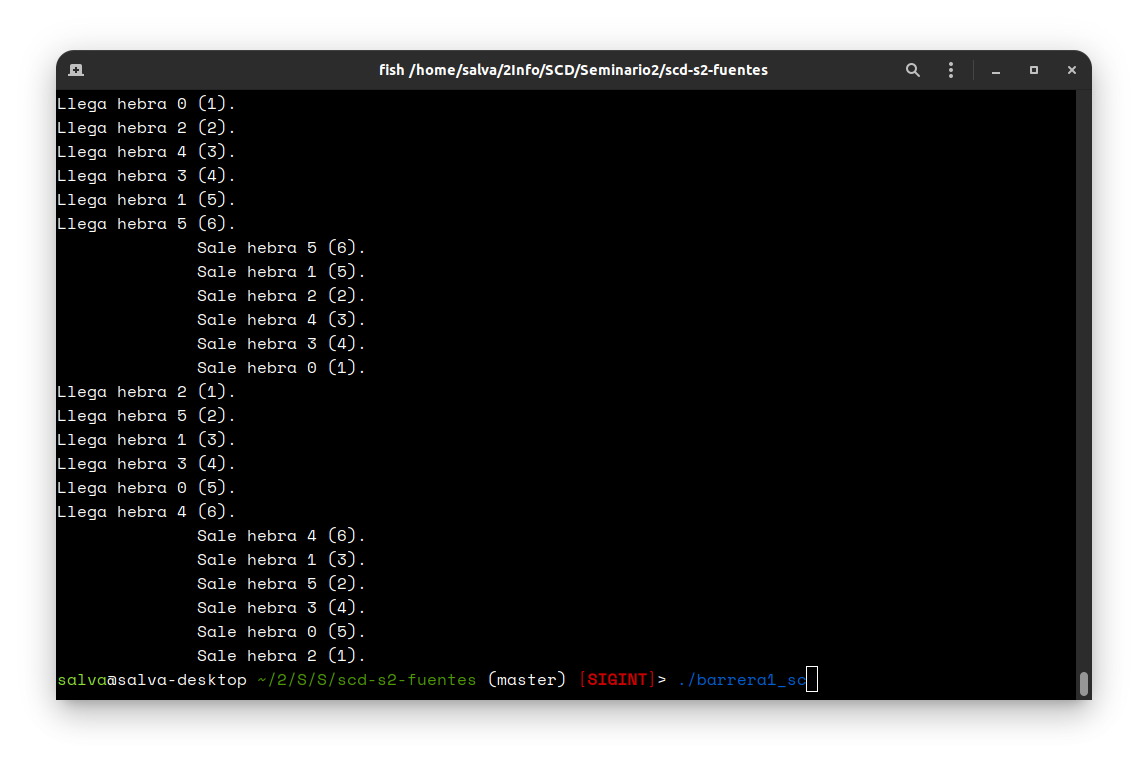 fish /home/salva/2Info/SCD/Seminario2/scd-s2-fuentes
Llega hebra 0 (1).
Llega hebra 2 (2).
Llega hebra 4 (3).
Llega hebra 3 (4).
Llega hebra 1 (5).
Llega hebra 5 (6).
Sale hebra 5 (6).
Sale hebra 1 (5).
Sale hebra 2 (2).
Sale hebra 4 (3).
Sale hebra 3 (4).
Sale hebra 0 (1).
Llega hebra 2 (1).
Llega hebra 5 (2).
Llega hebra 1 (3).
Llega hebra 3 (4).
Llega hebra 0 (5).
Llega hebra 4 (6).
Sale hebra 4 (6).
Sale hebra 1 (3).
Sale hebra 5 (2).
Sale hebra 3 (4).
Sale hebra 0 (5).
Sale hebra 2 (1).
salva@salva-desktop ~/2/S/S/scd-s2-fuentes (master) [SIGINT]> ./barrera1_sc